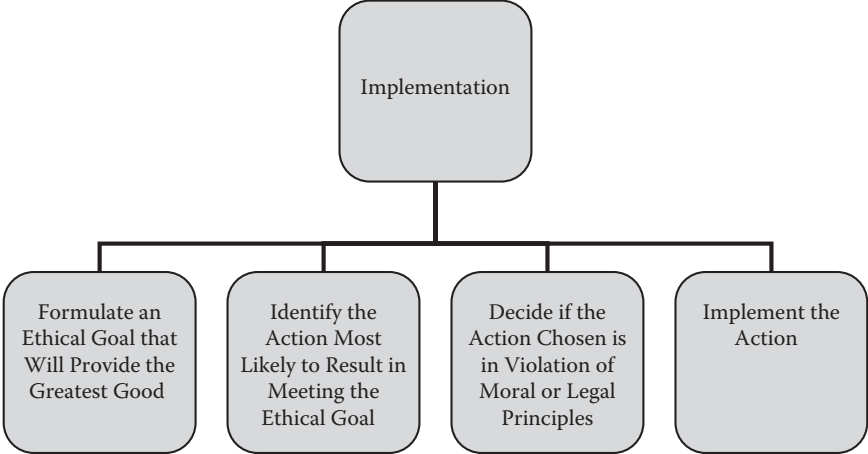 Implementation
Formulate an
Ethical Goal that
Will Provide the
Greatest Good
Identify the
Action Most
Likely to Result in
Meeting the
Ethical Goal
Decide if the
Action Chosen is
in Violation of
Moral or Legal
Principles
Implement the
Action